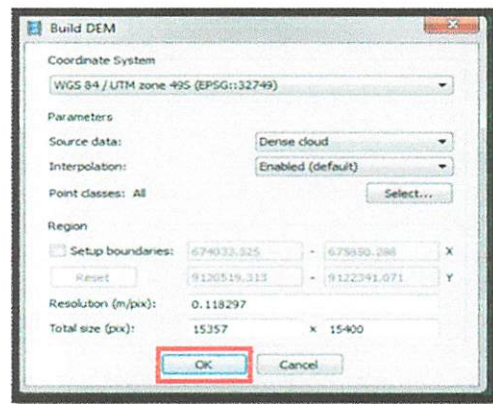 Build DEM
Coordinate System
WGS 84 / UTM zone 49S (EPSG::32749)
Parameters
Source data: Dense cloud
Interpolation: Enabled (default)
Point classes: All Select...
Region
Setup boundaries: 674033.525 - 675850.288 X
Reset 9120519.313 - 9122341.071 Y
Resolution (m/pix): 0.118297
Total size (pix): 15357 × 15400
OK Cancel